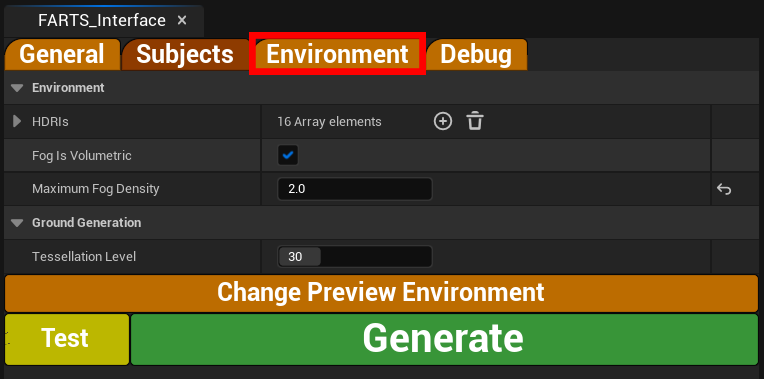 FARTS_Interface
General Subjects Environment Debug
Environment
HDRIs 16 Array elements
Fog Is Volumetric
Maximum Fog Density 2.0
Ground Generation
Tessellation Level 30
Change Preview Environment
Test Generate